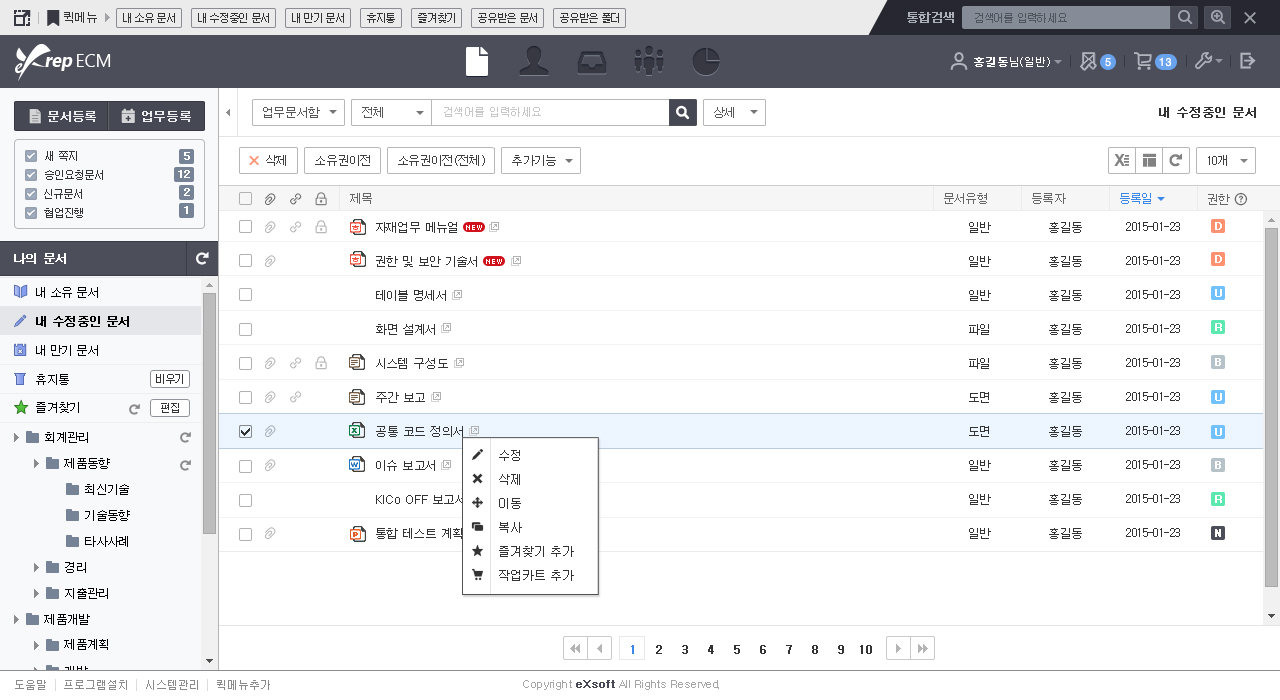 퀵메뉴 내 소유 문서 내 수정중인 문서 내 만기 문서 휴지통 즐겨찾기 공유받은 문서 공유받은 폴더 통합검색 검색어를 입력하세요
Xrep ECM 홍길동님(일반) 5 13
문서등록 업무등록
새 쪽지 5
승인요청문서 12
신규문서 2
협업진행 1
나의 문서
내 소유 문서
내 수정중인 문서
내 만기 문서
휴지통 비우기
즐겨찾기 편집
회계관리
제품동향
최신기술
기술동향
타사사례
경리
지출관리
제품개발
제품계획
업무문서함 전체 검색어를 입력하세요 상세 내 수정중인 문서
삭제 소유권이전 소유권이전(전체) 추가기능 10개
제목 문서유형 등록자 등록일 권한
자재업무 메뉴얼 NEW 일반 홍길동 2015-01-23 D
권한 및 보안 기술서 NEW 일반 홍길동 2015-01-23 D
테이블 명세서 일반 홍길동 2015-01-23 U
화면 설계서 파일 홍길동 2015-01-23 R
시스템 구성도 파일 홍길동 2015-01-23 B
주간 보고 도면 홍길동 2015-01-23 U
공통 코드 정의서 도면 홍길동 2015-01-23 U
이슈 보고서 일반 홍길동 2015-01-23 B
KICo OFF 보고서 일반 홍길동 2015-01-23 R
통합 테스트 계획 일반 홍길동 2015-01-23 N
수정
삭제
이동
복사
즐겨찾기 추가
작업카트 추가
1 2 3 4 5 6 7 8 9 10
도움말 프로그램설치 시스템관리 퀵메뉴추가 Copyright eXsoft All Rights Reserved.